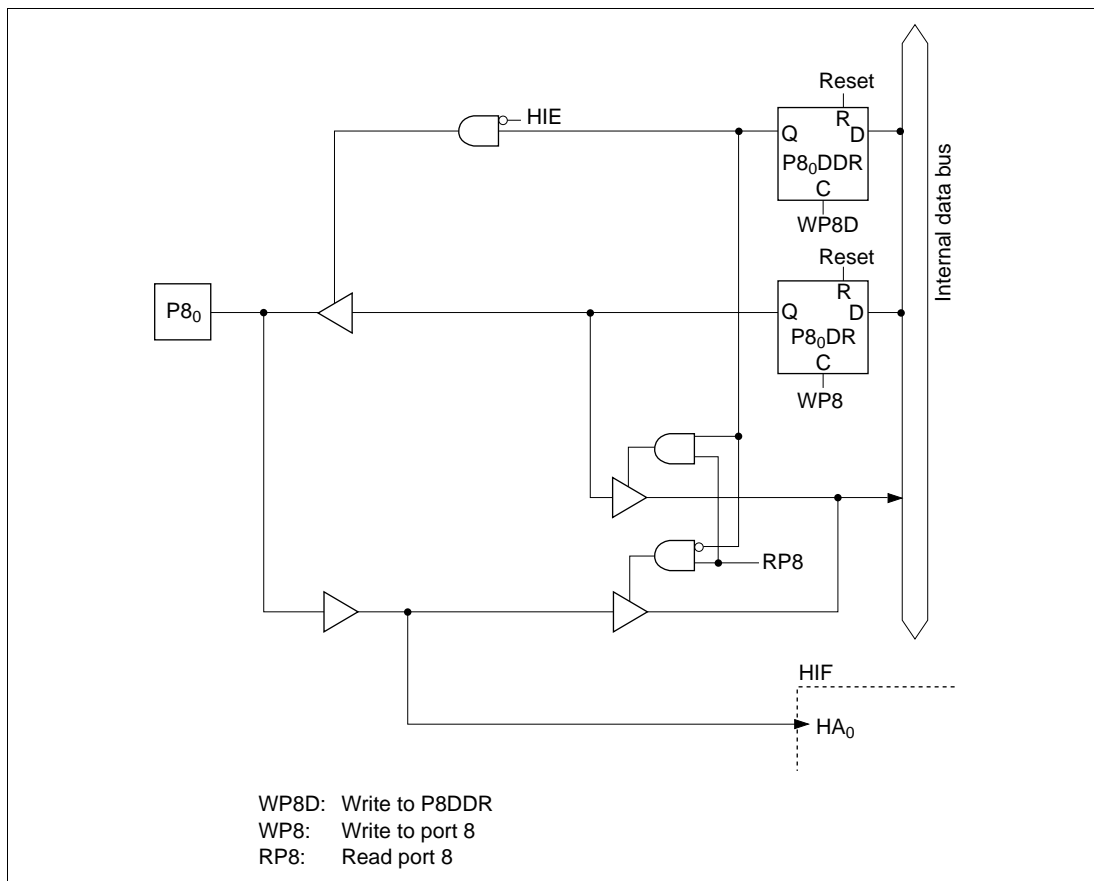 Reset
HIE
Q
R
D
P8₀DDR
C
WP8D
Internal data bus
Reset
P8₀
Q
R
D
P8₀DR
C
WP8
RP8
HIF
HA₀
WP8D: Write to P8DDR
WP8: Write to port 8
RP8: Read port 8